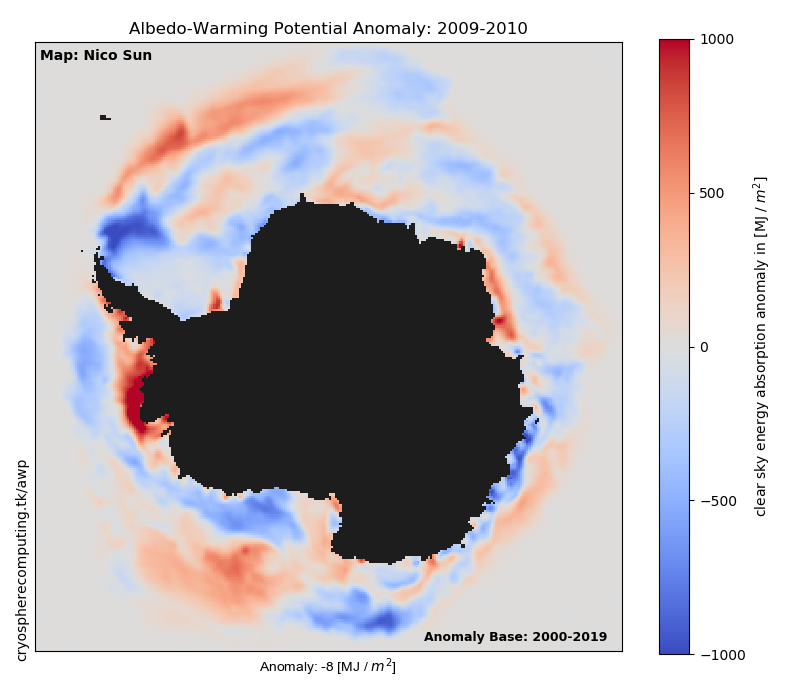 Albedo-Warming Potential Anomaly: 2009-2010
Map: Nico Sun
1000
500
0
−500
−1000
clear sky energy absorption anomaly in [MJ / m²]
cryospherecomputing.tk/awp
Anomaly Base: 2000-2019
Anomaly: -8 [MJ / m²]